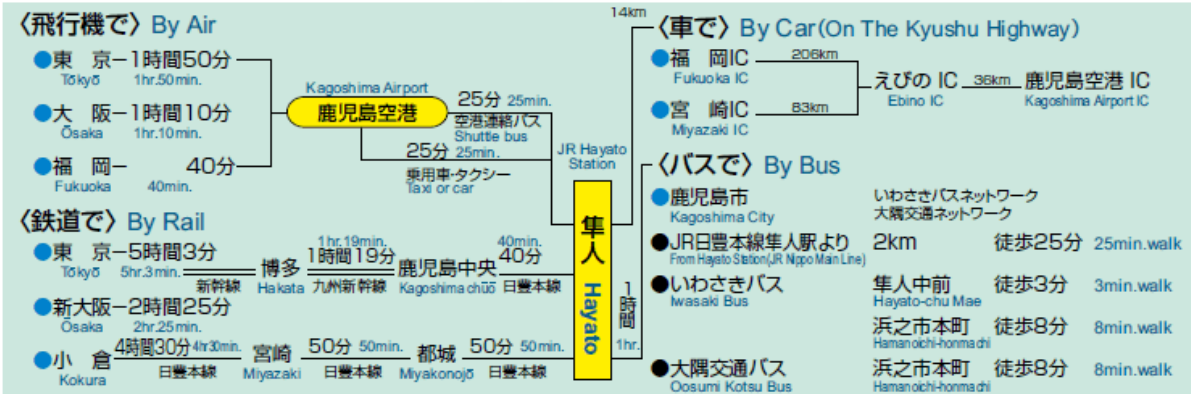 〈飛行機で〉By Air
●東 京－1時間50分
Tōkyō 1hr.50min.
●大 阪－1時間10分
Ōsaka 1hr.10min.
●福 岡－ 40分
Fukuoka 40min.
Kagoshima Airport
鹿児島空港
25分 25min.
空港連絡バス
Shuttle bus
25分 25min.
乗用車・タクシー
Taxi or car
〈鉄道で〉By Rail
●東 京－5時間3分
Tōkyō 5hr.3min.
新幹線
博多
Hakata
1hr.19min.
1時間19分
九州新幹線
鹿児島中央
Kagoshima chūō
40min.
40分
日豊本線
●新大阪－2時間25分
Ōsaka 2hr.25min.
●小 倉
Kokura
4時間30分 4hr30min.
日豊本線
宮崎
Miyazaki
50分 50min.
日豊本線
都城
Miyakonojō
50分 50min.
日豊本線
JR Hayato
Station
隼人 Hayato
14km
〈車で〉By Car(On The Kyushu Highway)
●福 岡IC
Fukuoka IC
206km
●宮 崎IC
Miyazaki IC
83km
えびの IC
Ebino IC
36km
鹿児島空港 IC
Kagoshima Airport IC
1時間
1hr.
〈バスで〉By Bus
●鹿児島市 いわさきバスネットワーク
Kagoshima City 大隅交通ネットワーク
●JR日豊本線隼人駅より 2km 徒歩25分 25min.walk
From Hayato Station(JR Nippo Main Line)
●いわさきバス 隼人中前 徒歩3分 3min.walk
Iwasaki Bus Hayato-chu Mae
浜之市本町 徒歩8分 8min.walk
Hamanoichi-honmachi
●大隅交通バス 浜之市本町 徒歩8分 8min.walk
Oosumi Kotsu Bus Hamanoichi-honmachi